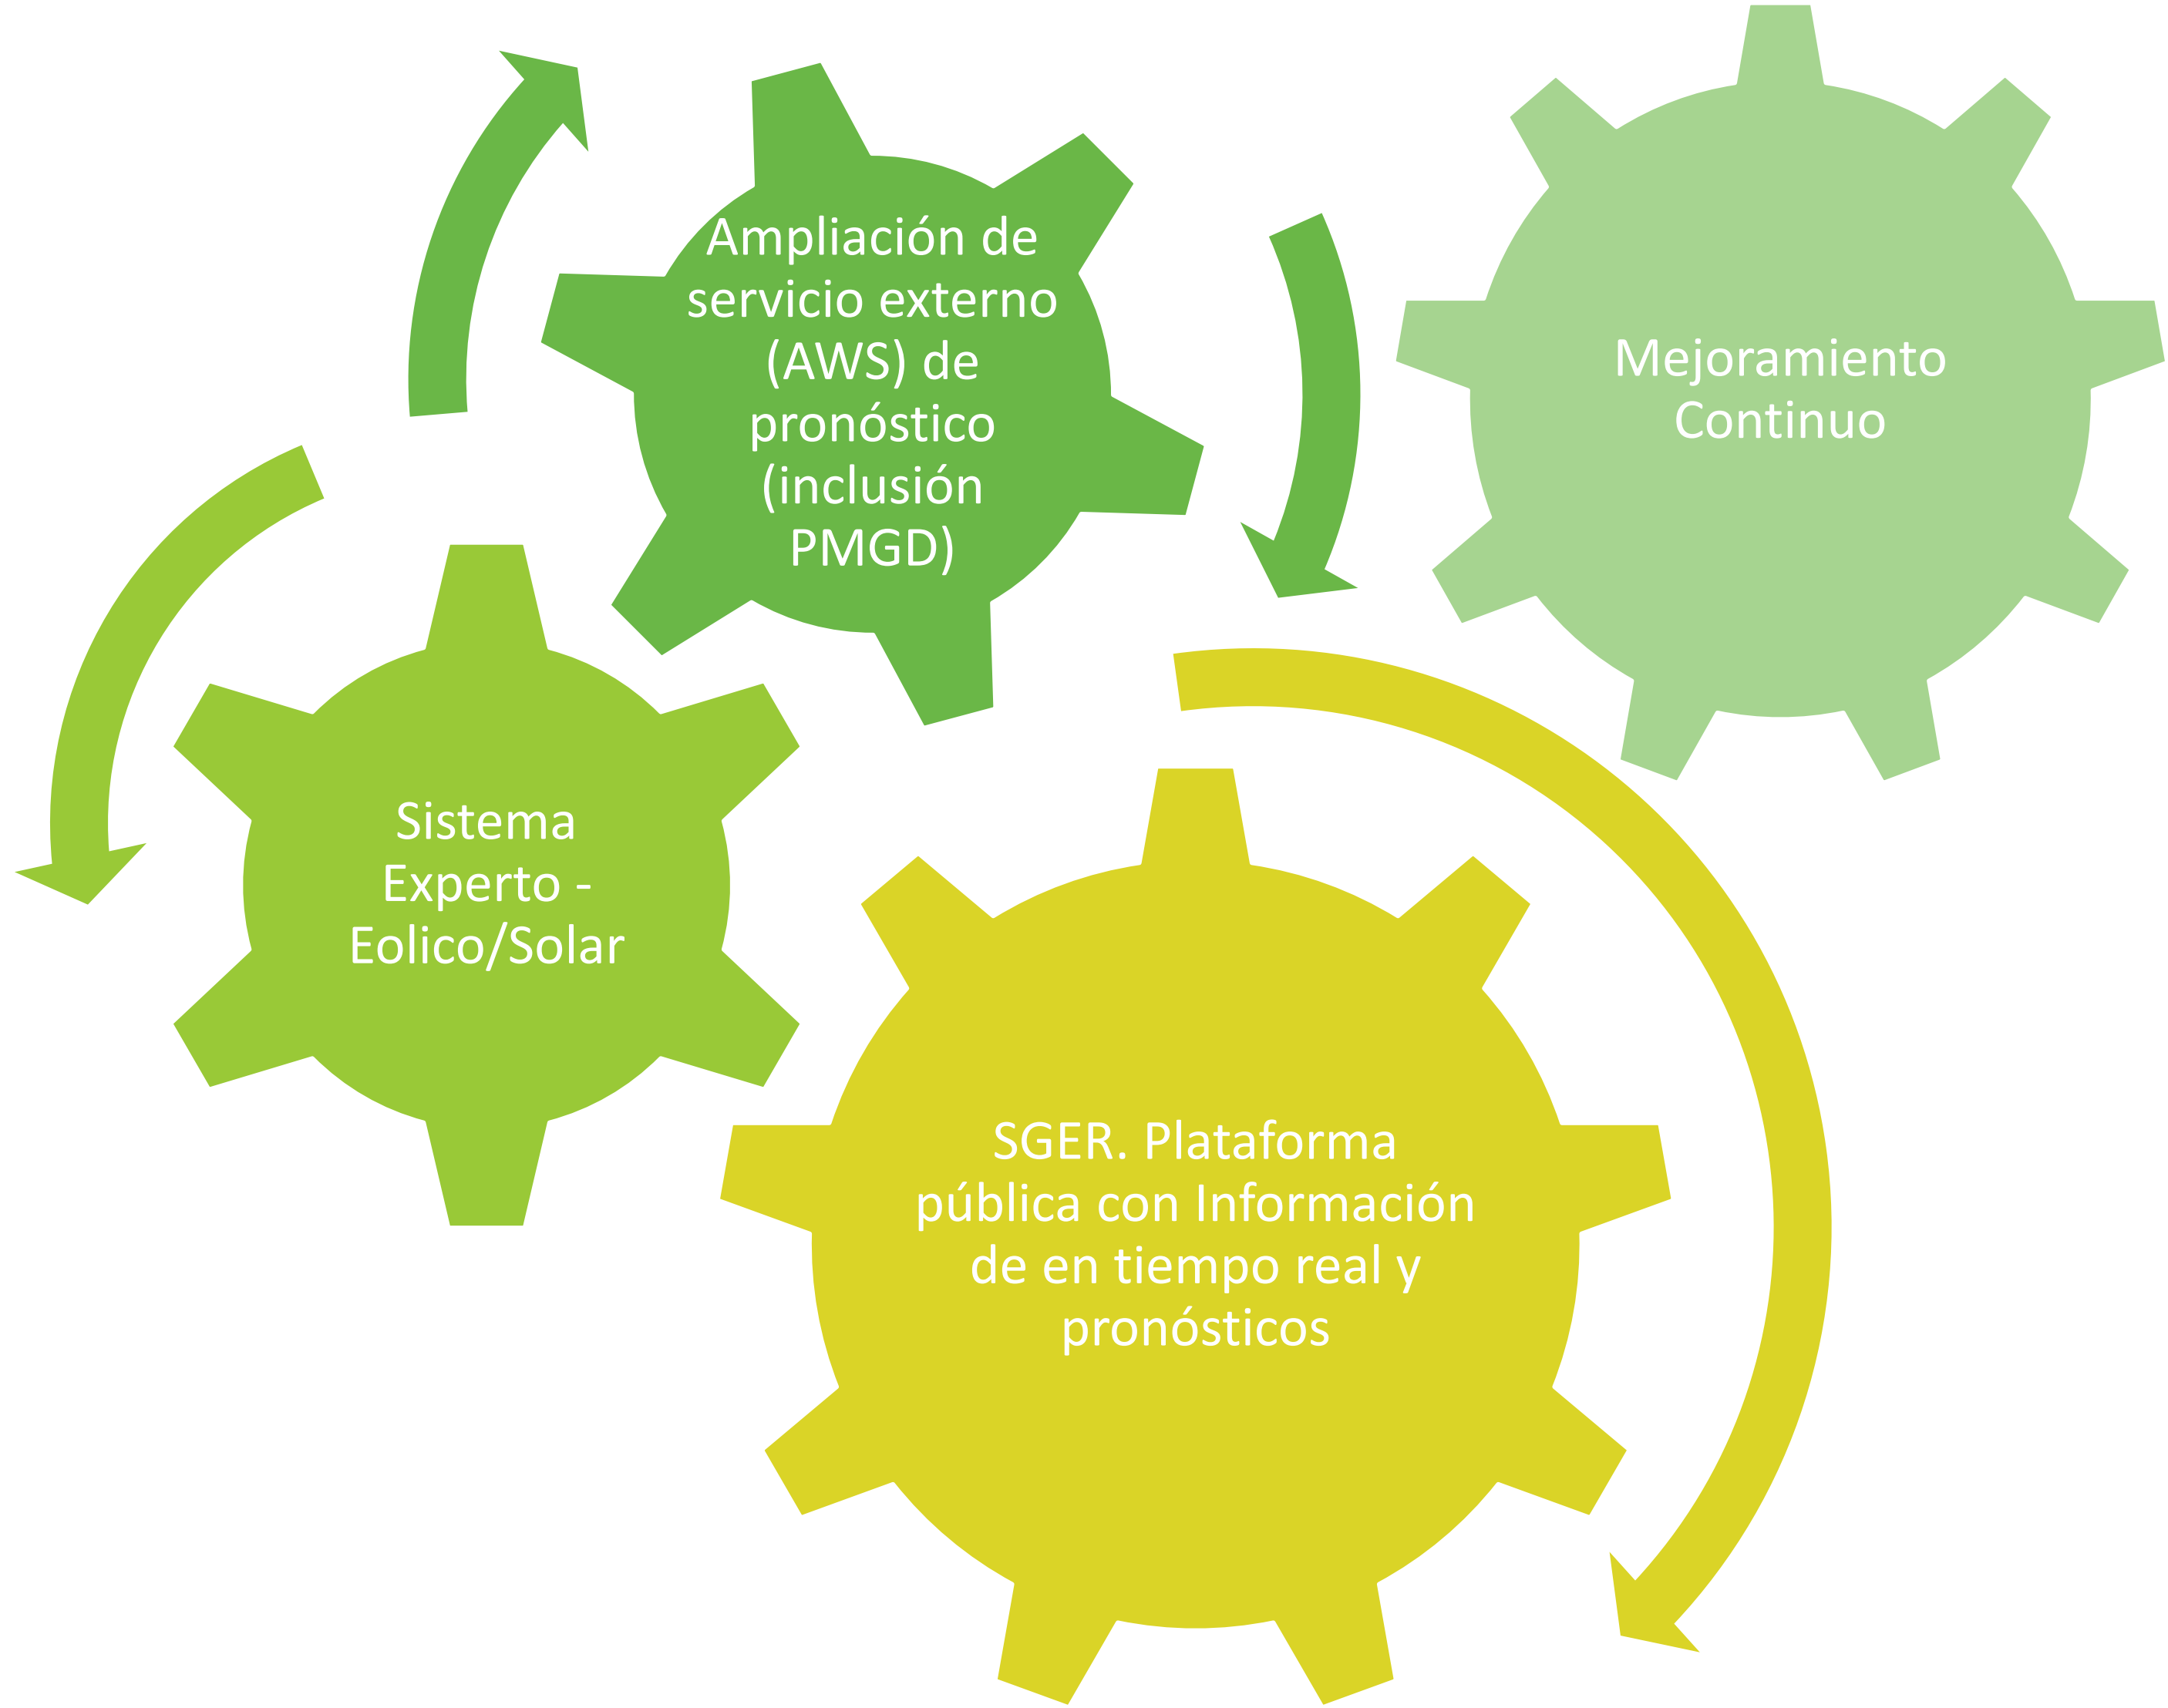 Ampliación de
servicio externo
(AWS) de
pronóstico
(inclusión
PMGD)
Mejoramiento
Continuo
Sistema
Experto -
Eolico/Solar
SGER. Plataforma
pública con Información
de en tiempo real y
pronósticos